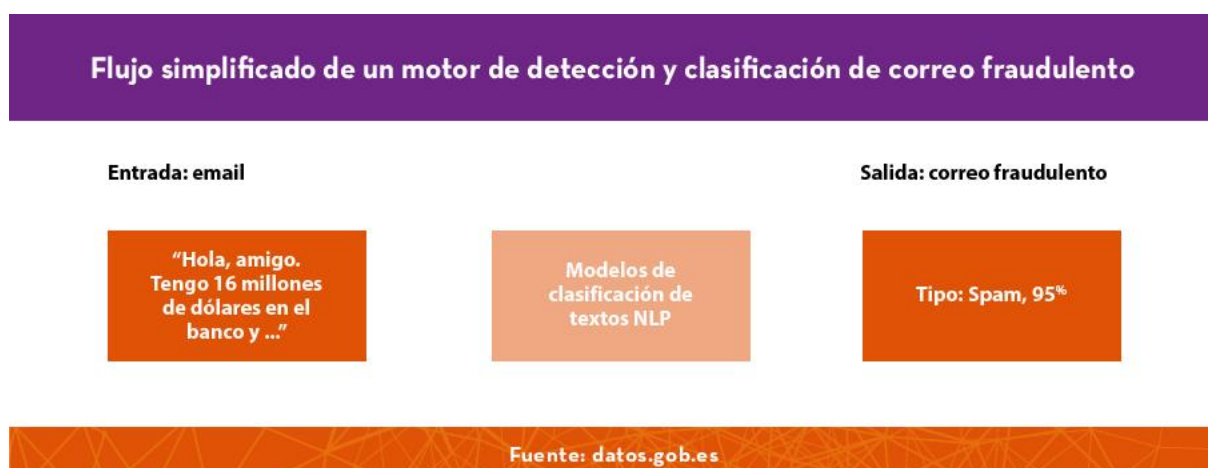 Flujo simplificado de un motor de detección y clasificación de correo fraudulento
Entrada: email
Salida: correo fraudulento
“Hola, amigo.
Tengo 16 millones
de dólares en el
banco y ...”
Modelos de
clasificación de
textos NLP
Tipo: Spam, 95%
Fuente: datos.gob.es